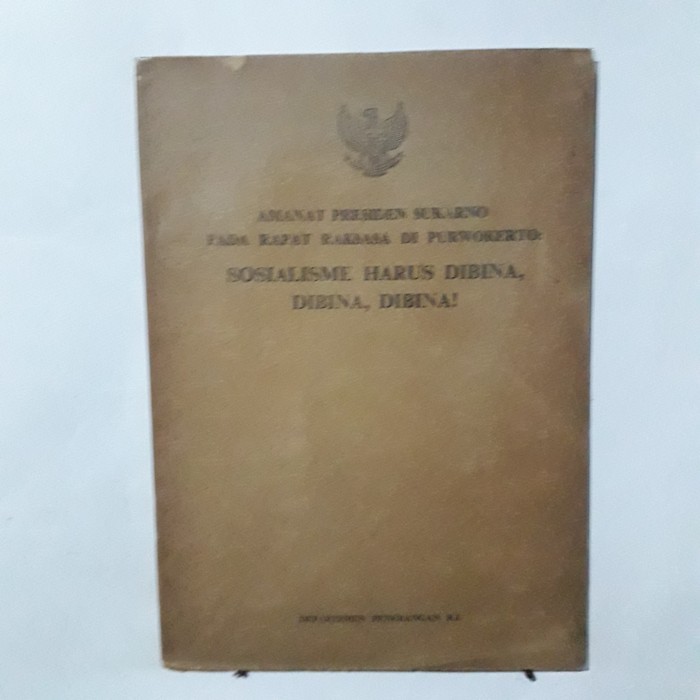 AMANAT PRESIDEN SUKARNO
PADA RAPAT RAKSASA DI PURWOKERTO:
SOSIALISME HARUS DIBINA,
DIBINA, DIBINA!
DEPARTEMEN PENERANGAN R.I.